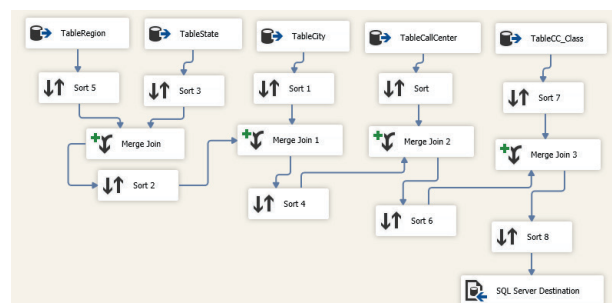 TableRegion
TableState
TableCity
TableCallCenter
TableCC_Class
Sort 5
Sort 3
Sort 1
Sort
Sort 7
Merge Join
Merge Join 1
Merge Join 2
Merge Join 3
Sort 2
Sort 4
Sort 6
Sort 8
SQL Server Destination